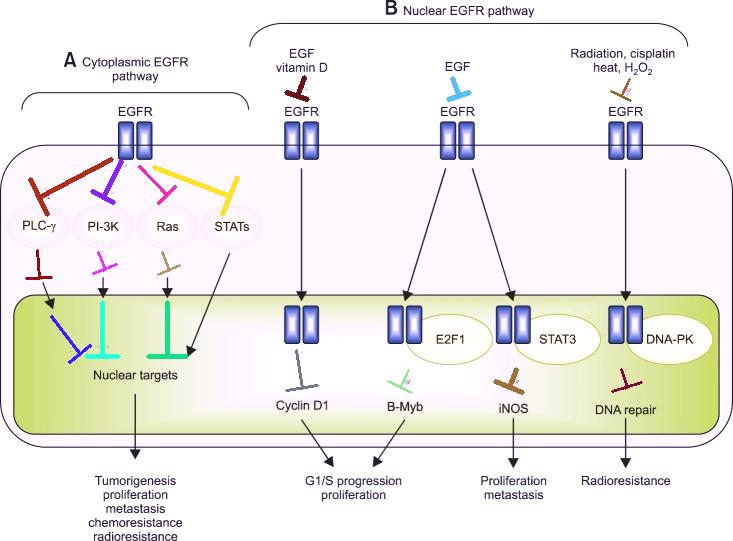 B Nuclear EGFR pathway
A Cytoplasmic EGFR
pathway
EGF
vitamin D
EGF
Radiation, cisplatin
heat, H₂O₂
EGFR
EGFR
EGFR
EGFR
PLC-γ
PI-3K
Ras
STATs
E2F1
STAT3
DNA-PK
Nuclear targets
Cyclin D1
B-Myb
iNOS
DNA repair
Tumorigenesis
proliferation
metastasis
chemoresistance
radioresistance
G1/S progression
proliferation
Proliferation
metastasis
Radioresistance